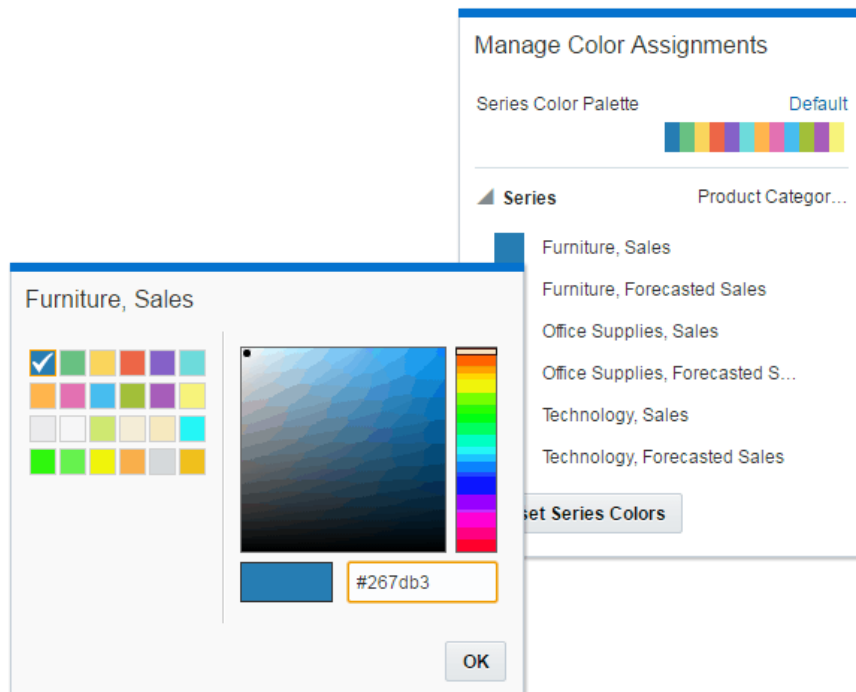 Manage Color Assignments
Series Color Palette Default
Series Product Categor...
Furniture, Sales
Furniture, Forecasted Sales
Office Supplies, Sales
Office Supplies, Forecasted S...
Technology, Sales
Technology, Forecasted Sales
set Series Colors
Furniture, Sales
#267db3
OK